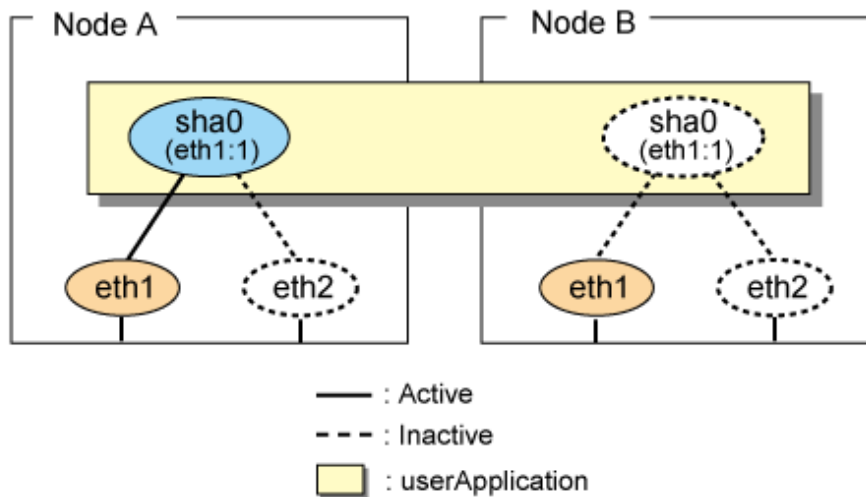 Node A
Node B
sha0
(eth1:1)
sha0
(eth1:1)
eth1
eth2
eth1
eth2
: Active
: Inactive
: userApplication